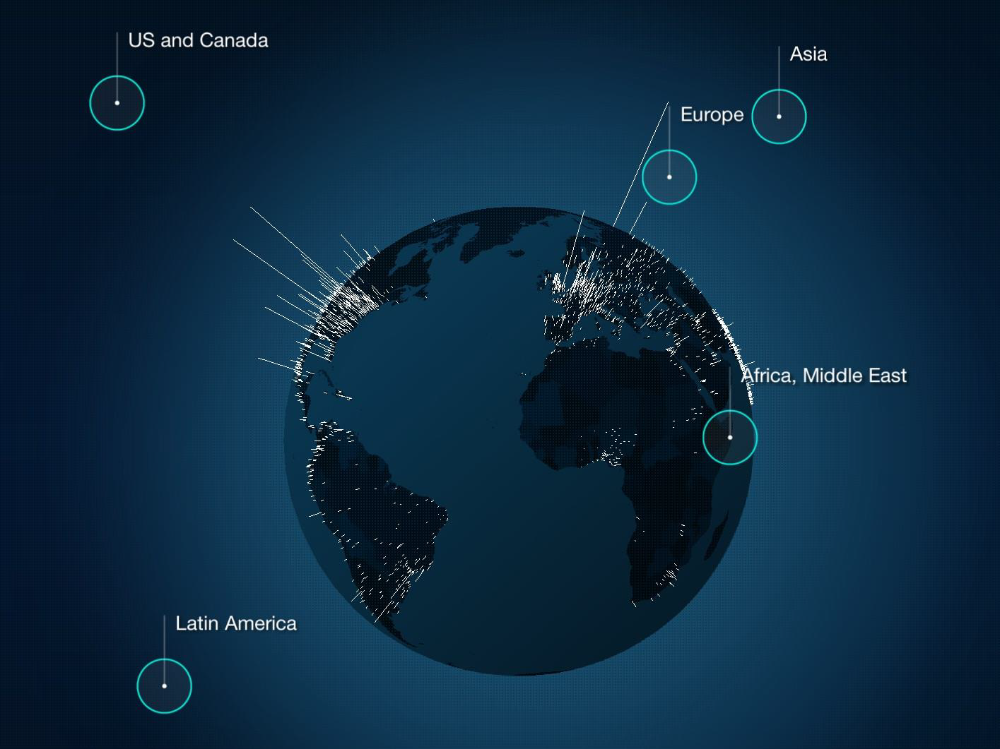 US and Canada
Asia
Europe
Africa, Middle East
Latin America